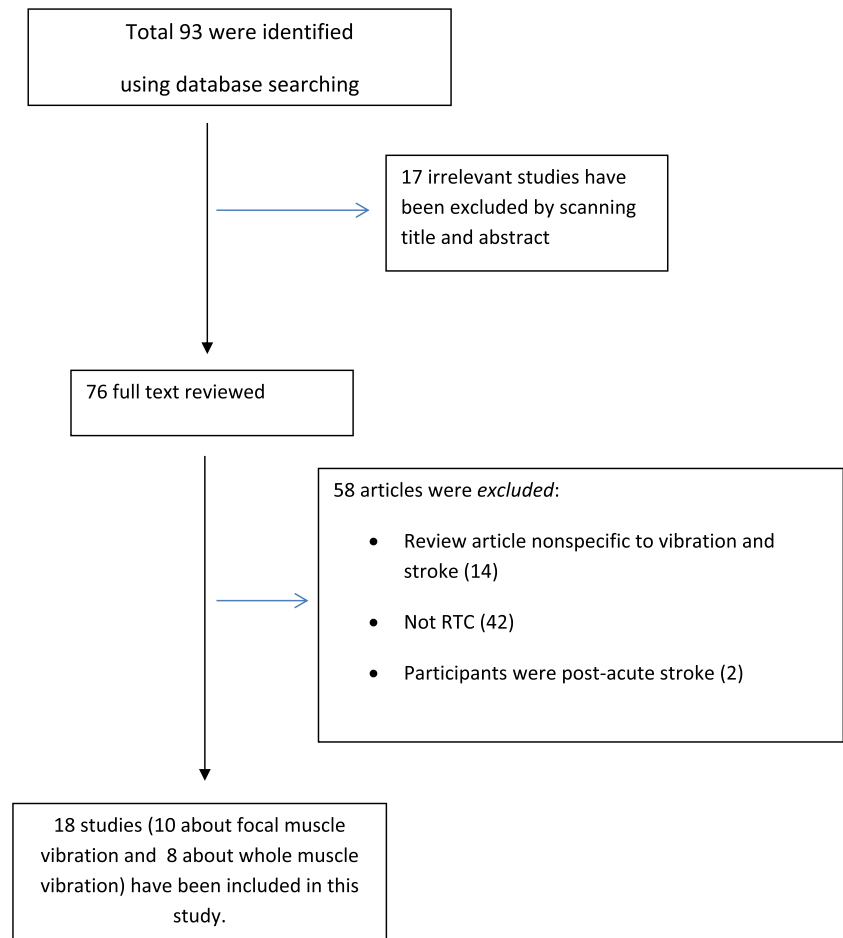 Total 93 were identified
using database searching
17 irrelevant studies have
been excluded by scanning
title and abstract
76 full text reviewed
58 articles were excluded:
• Review article nonspecific to vibration and
stroke (14)
• Not RTC (42)
• Participants were post-acute stroke (2)
18 studies (10 about focal muscle
vibration and 8 about whole muscle
vibration) have been included in this
study.